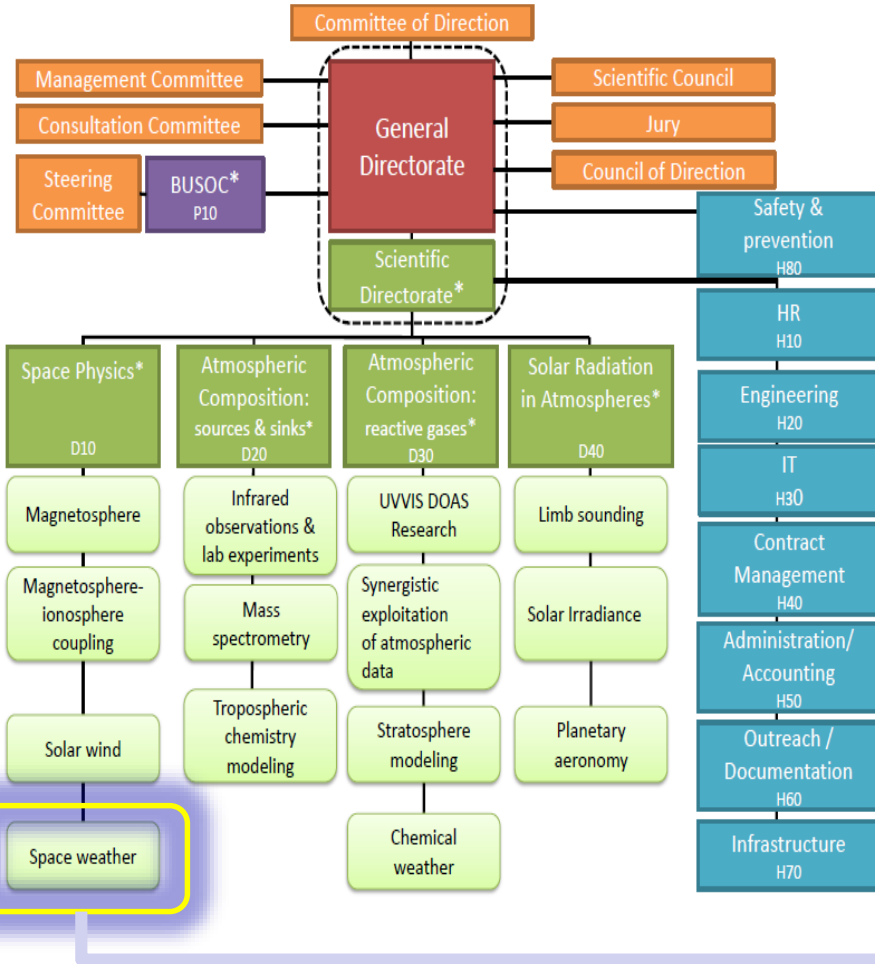 Committee of Direction
Management Committee
Consultation Committee
Steering
Committee
BUSOC*
P10
General
Directorate
Scientific Council
Jury
Council of Direction
Scientific
Directorate*
Safety &
prevention
H80
HR
H10
Engineering
H20
IT
H30
Contract
Management
H40
Administration/
Accounting
H50
Outreach /
Documentation
H60
Infrastructure
H70
Space Physics*
D10
Magnetosphere
Magnetosphere-
ionosphere
coupling
Solar wind
Space weather
Atmospheric
Composition:
sources & sinks*
D20
Infrared
observations &
lab experiments
Mass
spectrometry
Tropospheric
chemistry
modeling
Atmospheric
Composition:
reactive gases*
D30
UVVIS DOAS
Research
Synergistic
exploitation
of atmospheric
data
Stratosphere
modeling
Chemical
weather
Solar Radiation
in Atmospheres*
D40
Limb sounding
Solar Irradiance
Planetary
aeronomy